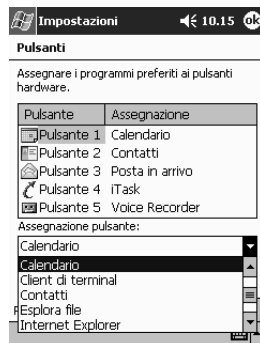 Impostazioni 10.15 ok
Pulsanti
Assegnare i programmi preferiti ai pulsanti
hardware.
Pulsante Assegnazione
Pulsante 1 Calendario
Pulsante 2 Contatti
Pulsante 3 Posta in arrivo
Pulsante 4 iTask
Pulsante 5 Voice Recorder
Assegnazione pulsante:
Calendario
Calendario
Client di terminal
Contatti
Esplora file
Internet Explorer